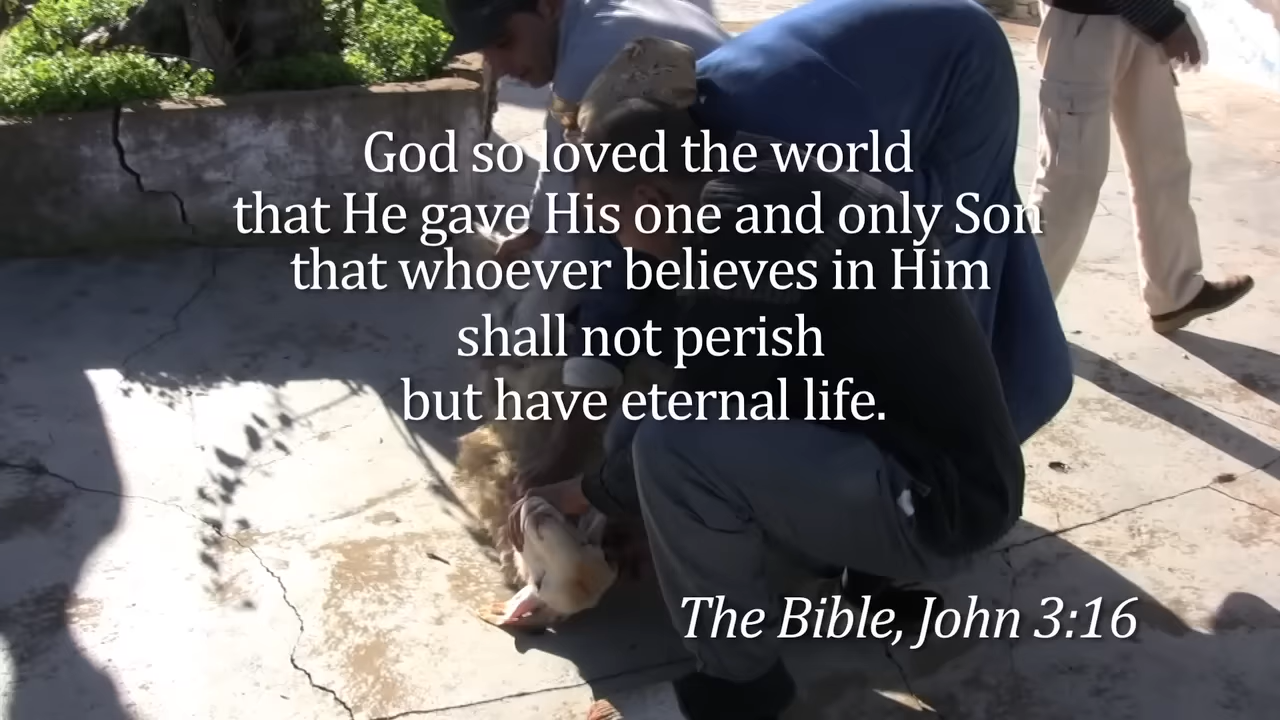 God so loved the world
that He gave His one and only Son
that whoever believes in Him
shall not perish
but have eternal life.
The Bible, John 3:16